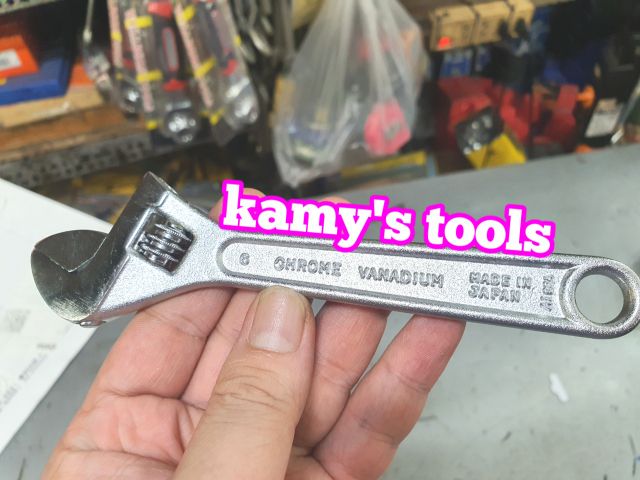 kamy's tools
6 CHROME VANADIUM
MADE IN
JAPAN